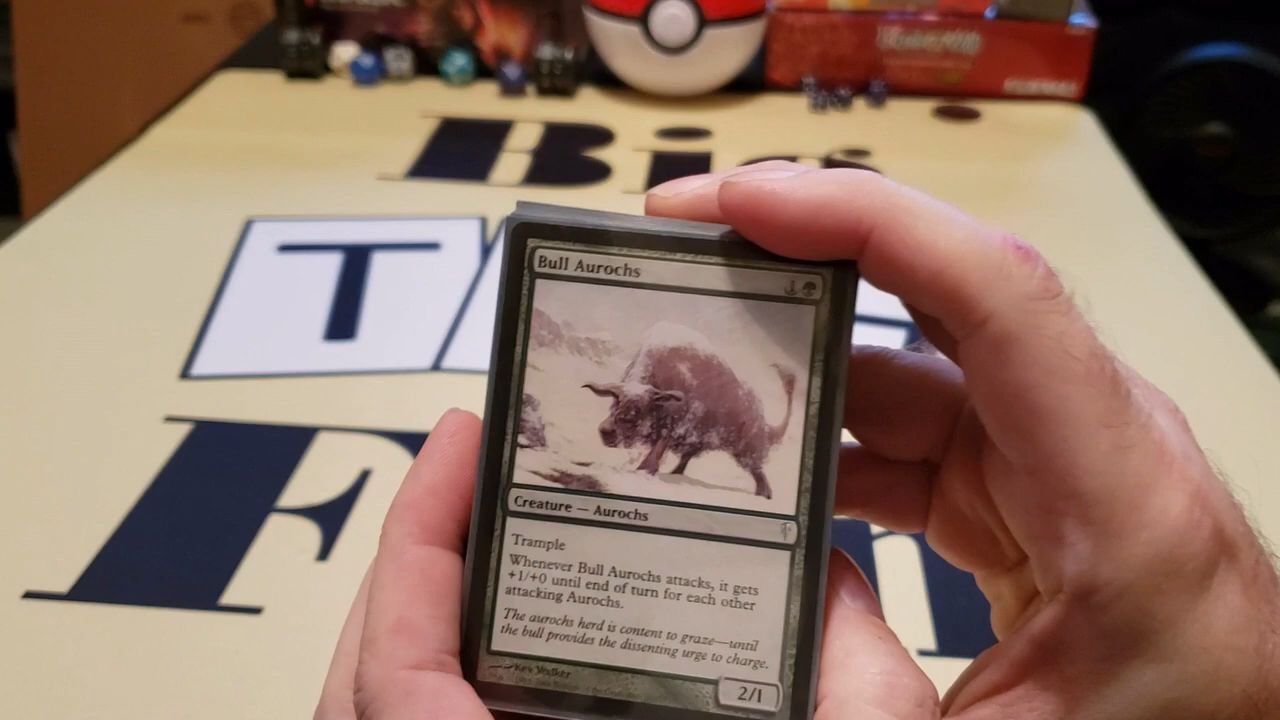 Big
T
F
Bull Aurochs
1
Creature — Aurochs
Trample
Whenever Bull Aurochs attacks, it gets
+1/+0 until end of turn for each other
attacking Aurochs.
The aurochs herd is content to graze—until
the bull provides the dissenting urge to charge.
Kev Walker
2/1